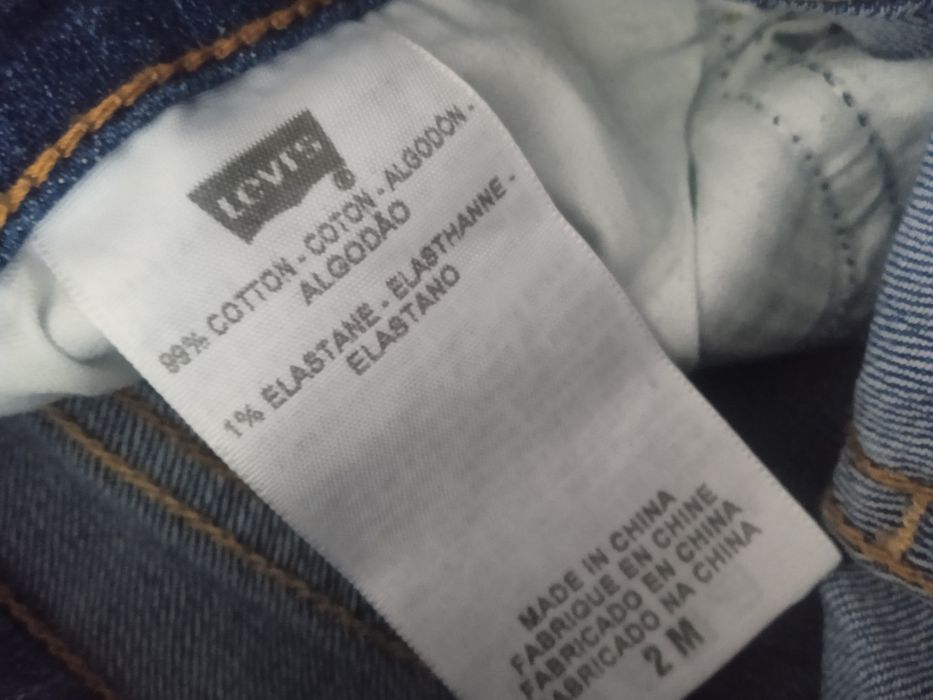 Levi's®
99% COTTON - COTON - ALGODÓN -
ALGODÃO
1% ELASTANE - ELASTHANNE -
ELASTANO
MADE IN CHINA
FABRIQUE EN CHINE
FABRICADO EN CHINA
FABRICADO NA CHINA
2 M